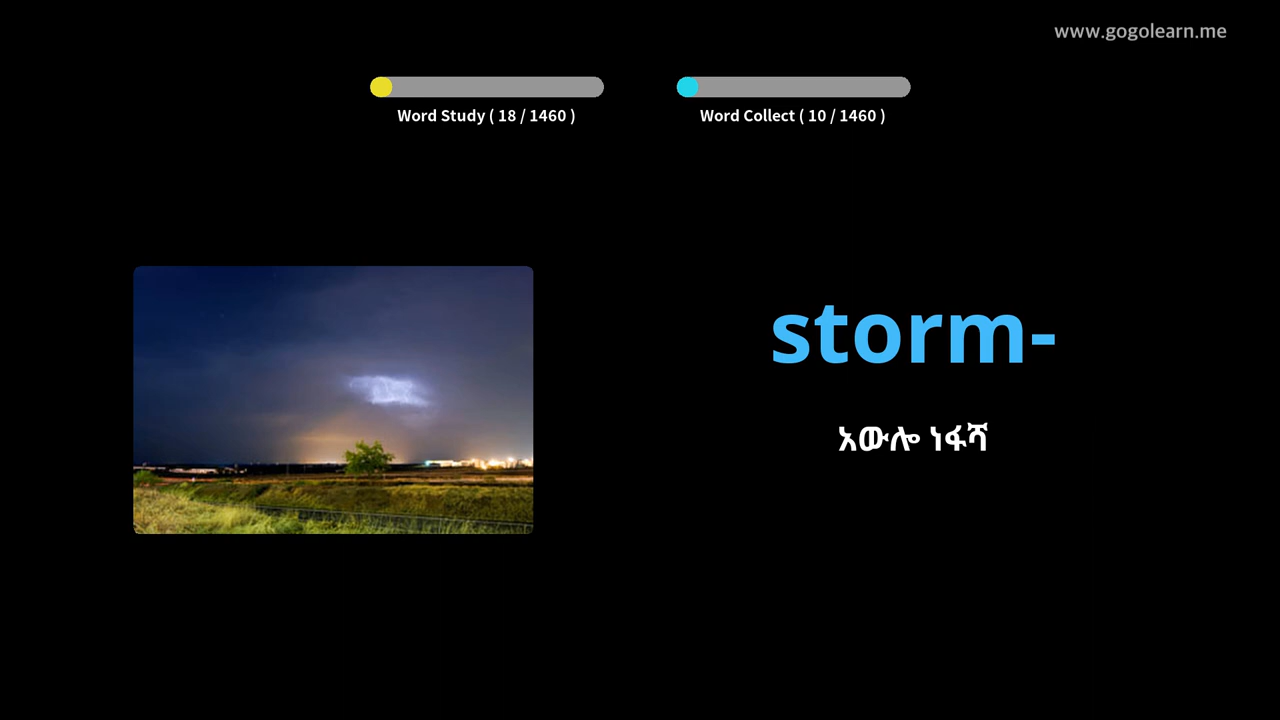 www.gogolearn.me
Word Study ( 18 / 1460 )
Word Collect ( 10 / 1460 )
storm-
አውሎ ነፋሻ